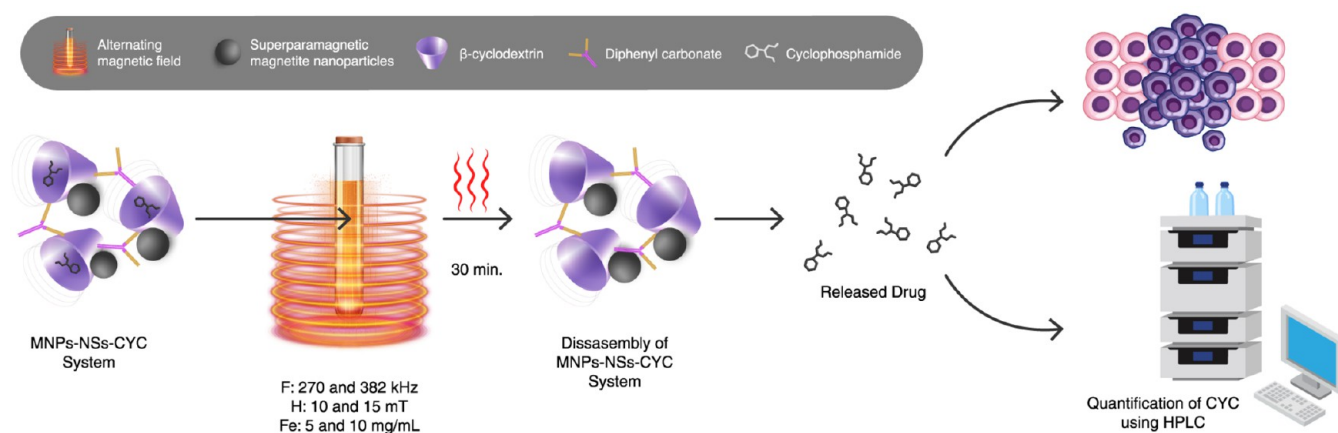 Alternating
magnetic field
Superparamagnetic
magnetite nanoparticles
β-cyclodextrin
Diphenyl carbonate
Cyclophosphamide
MNPs-NSs-CYC
System
F: 270 and 382 kHz
H: 10 and 15 mT
Fe: 5 and 10 mg/mL
30 min.
Dissasembly of
MNPs-NSs-CYC
System
Released Drug
Quantification of CYC
using HPLC